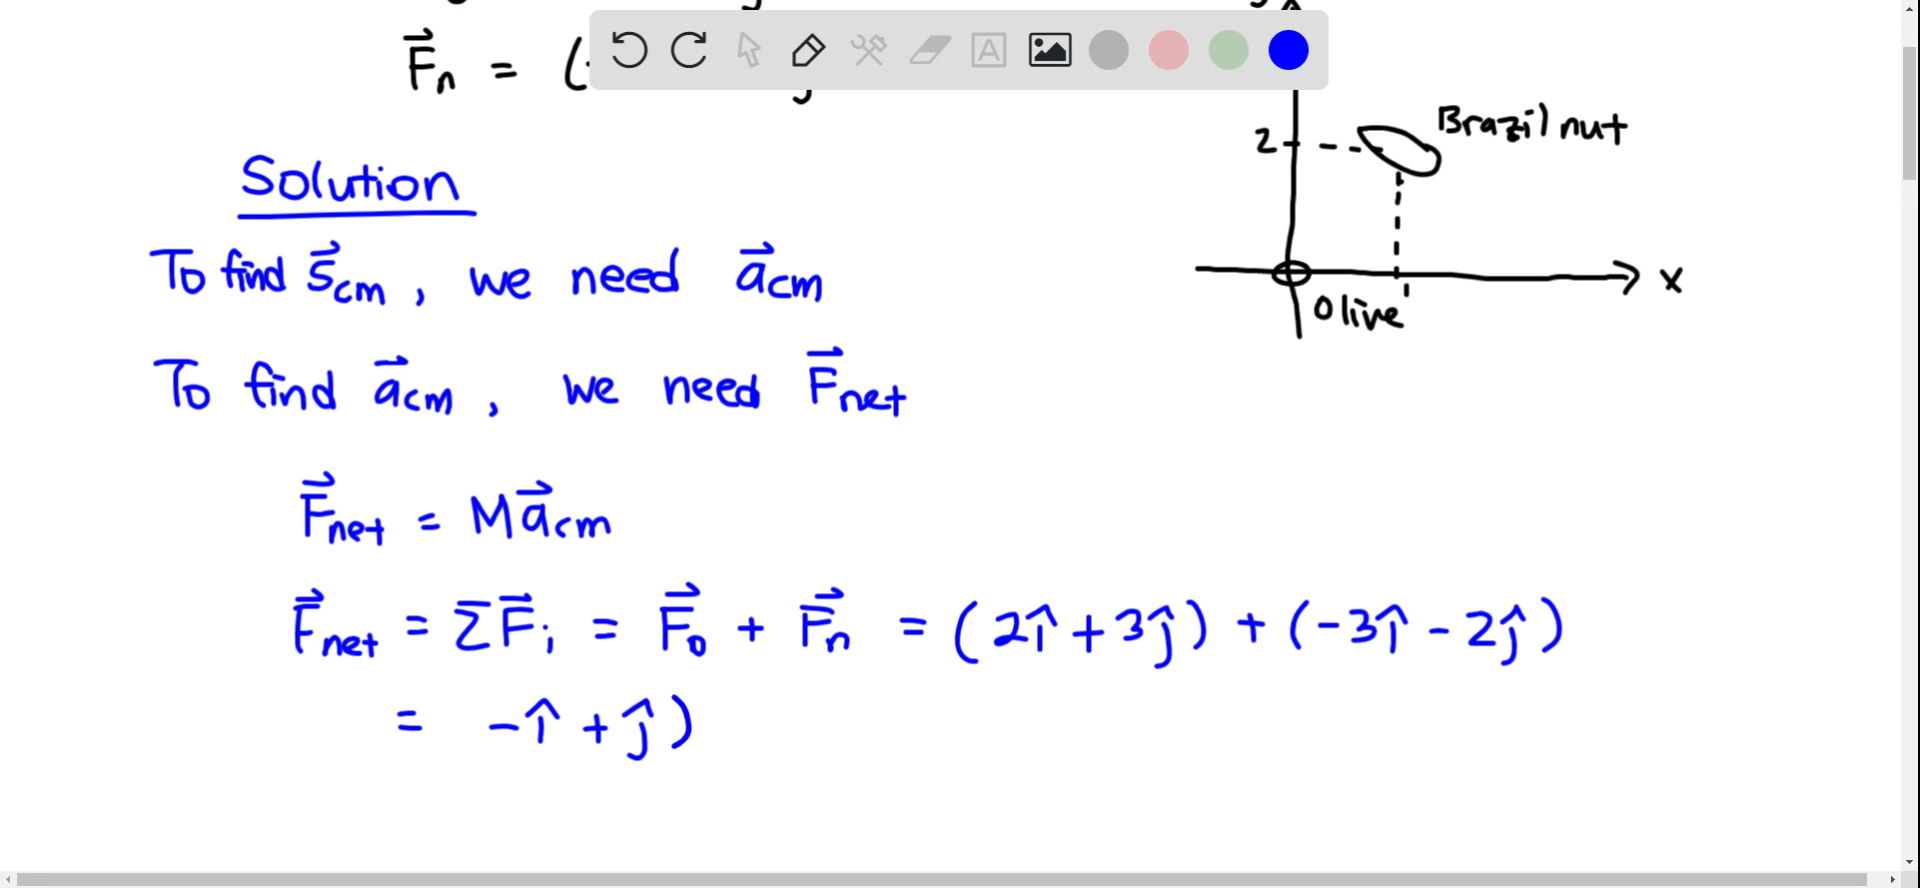 F⃗n = (
2
Brazil nut
Solution
To find s⃗cm, we need a⃗cm
x
Olive
To find a⃗cm, we need F⃗net
F⃗net = Ma⃗cm
F⃗net = ΣF⃗i = F⃗o + F⃗n = (2î + 3ĵ) + (-3î - 2ĵ)
= -î + ĵ)